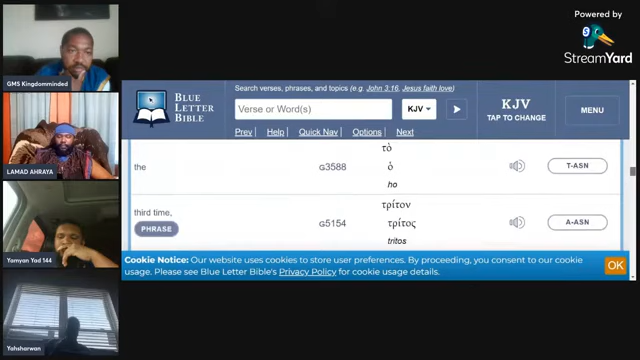 Powered by
StreamYard
GMS Kingdomminded
LAMAD AHRAYA
Yamyan Yad 144
Yahsharwan
BLUE
LETTER
BIBLE
Search verses, phrases, and topics (e.g. John 3:16, Jesus faith love)
Verse or Word(s)
KJV
Prev | Help | Quick Nav | Options | Next
KJV
TAP TO CHANGE
MENU
τὸ
the G3588 ὁ T-ASN
ho
third time, τρίτον
PHRASE G5154 τρίτος A-ASN
tritos
Cookie Notice: Our website uses cookies to store user preferences. By proceeding, you consent to our cookie
usage. Please see Blue Letter Bible's Privacy Policy for cookie usage details.
OK